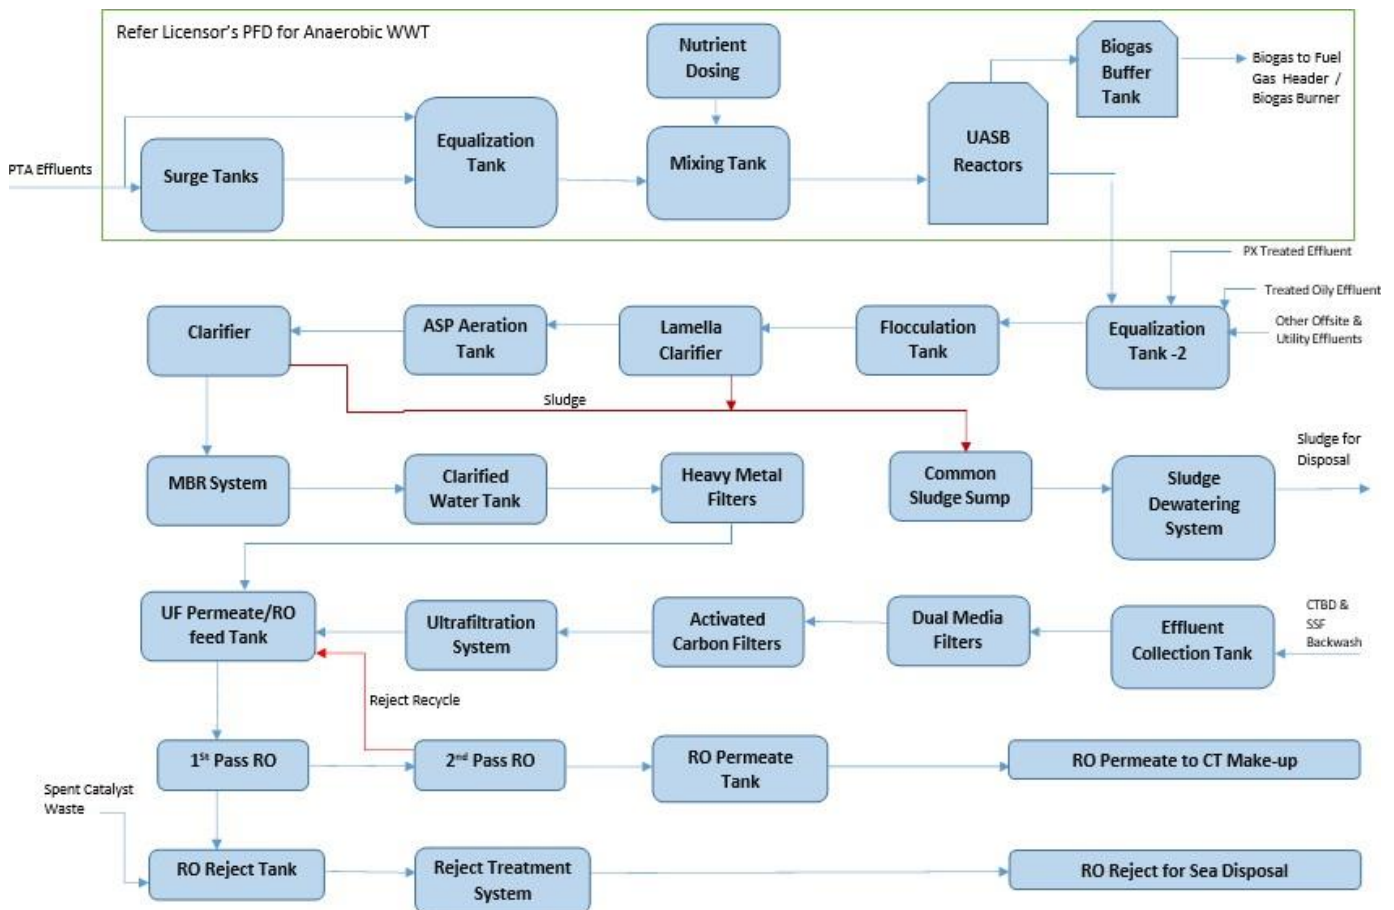 Refer Licensor's PFD for Anaerobic WWT
Nutrient
Dosing
Biogas
Buffer
Tank
Biogas to Fuel
Gas Header /
Biogas Burner
PTA Effluents
Surge Tanks
Equalization
Tank
Mixing Tank
UASB
Reactors
PX Treated Effluent
Treated Oily Effluent
Other Offsite &
Utility Effluents
Clarifier
ASP Aeration
Tank
Lamella
Clarifier
Flocculation
Tank
Equalization
Tank -2
Sludge
MBR System
Clarified
Water Tank
Heavy Metal
Filters
Common
Sludge Sump
Sludge
Dewatering
System
Sludge for
Disposal
UF Permeate/RO
feed Tank
Ultrafiltration
System
Activated
Carbon Filters
Dual Media
Filters
Effluent
Collection Tank
CTBD &
SSF
Backwash
Reject Recycle
1St Pass RO
2nd Pass RO
RO Permeate
Tank
RO Permeate to CT Make-up
Spent Catalyst
Waste
RO Reject Tank
Reject Treatment
System
RO Reject for Sea Disposal